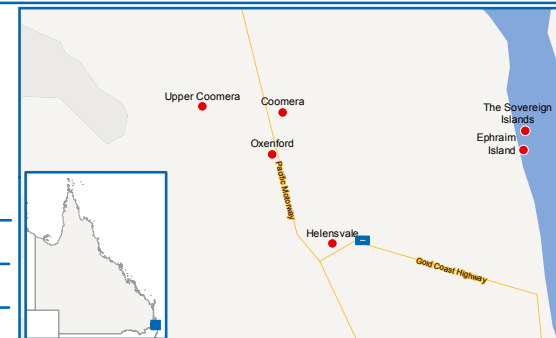 Upper Coomera
Coomera
The Sovereign
Islands
Ephraim
Island
Oxenford
Pacific Motorway
Helensvale
Gold Coast Highway